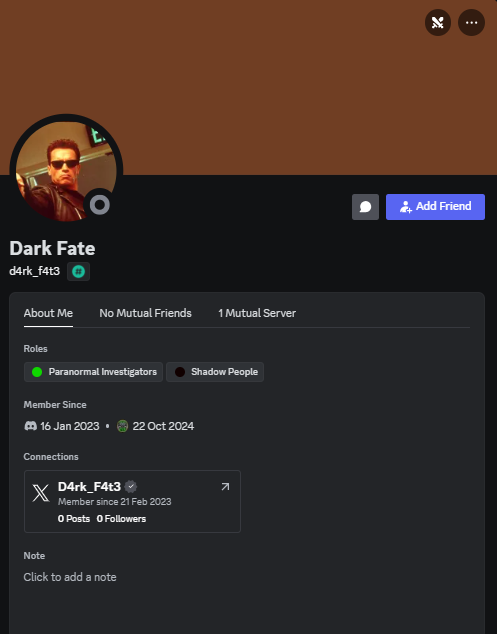 Add Friend
Dark Fate
d4rk_f4t3 #
About Me No Mutual Friends 1 Mutual Server
Roles
Paranormal Investigators Shadow People
Member Since
16 Jan 2023 • 22 Oct 2024
Connections
D4rk_F4t3
Member since 21 Feb 2023
0 Posts 0 Followers
Note
Click to add a note